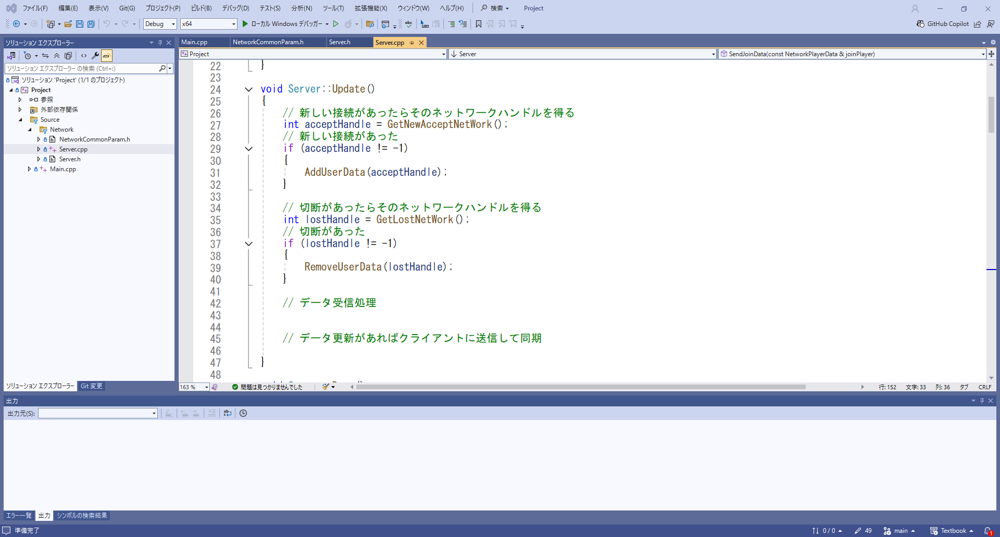 ファイル(F) 編集(E) 表示(V) Git(G) プロジェクト(P) ビルド(B) デバッグ(D) テスト(S) 分析(N) ツール(T) 拡張機能(X) ウィンドウ(W) ヘルプ(H) 検索 Project
Debug x64 ローカル Windows デバッガー GitHub Copilot
ソリューション エクスプローラー
ソリューション エクスプローラー の検索 (Ctrl+:)
ソリューション 'Project' (1/1 のプロジェクト)
Project
参照
外部依存関係
Source
Network
NetworkCommonParam.h
Server.cpp
Server.h
Main.cpp
ソリューション エクスプローラー Git 変更
Main.cpp NetworkCommonParam.h Server.h Server.cpp
Project Server SendJoinData(const NetworkPlayerData & joinPlayer)
22 }
23
24 void Server::Update()
25 {
26 // 新しい接続があったらそのネットワークハンドルを得る
27 int acceptHandle = GetNewAcceptNetWork();
28 // 新しい接続があった
29 if (acceptHandle != -1)
30 {
31 AddUserData(acceptHandle);
32 }
33
34 // 切断があったらそのネットワークハンドルを得る
35 int lostHandle = GetLostNetWork();
36 // 切断があった
37 if (lostHandle != -1)
38 {
39 RemoveUserData(lostHandle);
40 }
41
42 // データ受信処理
43
44
45 // データ更新があればクライアントに送信して同期
46
47 }
48
163 % 問題は見つかりませんでした 行: 152 文字: 33 列: 36 タブ CRLF
出力
出力元(S):
エラー一覧 出力 シンボルの検索結果
準備完了 0 / 0 49 main Textbook 1